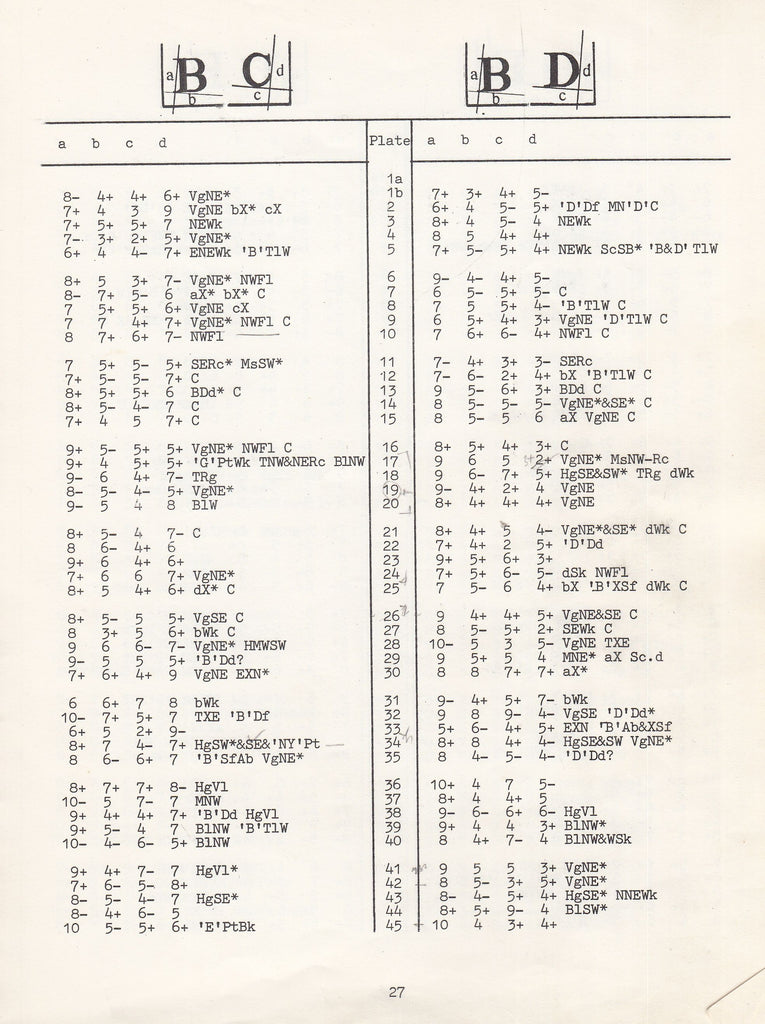 a B b C c d a B b D c d
a b c d Plate a b c d
1a
8- 4+ 4+ 6+ VgNE* 1b 7+ 3+ 4+ 5-
7+ 4 3 9 VgNE bX* cX 2 6+ 4 5- 5+ 'D'Df MN'D'C
7+ 5+ 5+ 7 NEWk 3 8+ 4 5- 4 NEWk
7- 3+ 2+ 5+ VgNE* 4 8 5 4+ 4+
6+ 4 4- 7+ ENEWk 'B'TlW 5 7+ 5- 5+ 4+ NEWk ScSB* 'B&D' TlW
8+ 5 3+ 7- VgNE* NWFl 6 9- 4- 4+ 5-
8- 7+ 5- 6 aX* bX* C 7 6 5- 5+ 5- C
7 5+ 5+ 6+ VgNE cX 8 7 5 5+ 4- 'B'TlW C
7 7 4+ 7+ VgNE* NWFl C 9 6 5+ 4+ 3+ VgNE 'D'TlW C
8 7+ 6+ 7- NWFl 10 7 6+ 6- 4+ NWFl C
7 5+ 5- 5+ SERc* MsSW* 11 7- 4+ 3+ 3- SERc
7+ 5- 5- 7+ C 12 7- 6- 2+ 4+ bX 'B'TlW C
8+ 5+ 5+ 6 BDd* C 13 9 5- 6+ 3+ BDd C
8+ 5- 4- 7 C 14 8 5- 5- 5- VgNE*&SE* C
7+ 4 5 7+ C 15 8 5- 5 6 aX VgNE C
9+ 5- 5+ 5+ VgNE* NWFl C 16 8+ 5+ 4+ 3+ C
9+ 4 5+ 5+ 'G'PtWk TNW&NERc BlNW 17 9 6 5 2+ VgNE* MsNW-Rc
9- 6 4+ 7- TRg 18 9 6- 7- 5+ HgSE&SW* TRg dWk
8- 5- 4- 5+ VgNE* 19 9- 4+ 2+ 4 VgNE
9- 5 4 8 BlW 20 8+ 4+ 4+ 4+ VgNE
8+ 5- 4 7- C 21 8+ 4+ 5 4- VgNE*&SE* dWk C
8 6- 4+ 6 22 7+ 4+ 2 5+ 'D'Dd
9+ 6 4+ 6+ 23 9+ 5+ 6+ 3+
7+ 6 6 7+ VgNE* 24 7+ 5+ 6- 5- dSk NWFl
8+ 5 4+ 6+ dX* C 25 7 5- 6 4+ bX 'B'XSf dWk C
8+ 5- 5 5+ VgSE C 26 9 4+ 4+ 5+ VgNE&SE C
8 3+ 5 6+ bWk C 27 8 5- 5+ 2+ SEWk C
9 6 6- 7- VgNE* HMWSW 28 10- 5 3 5- VgNE TXE
9- 5 5 5+ 'B'Dd? 29 9 5+ 5 4 MNE* aX Sc.d
7+ 6+ 4+ 9 VgNE EXN* 30 8 8 7+ 7+ aX*
6 6+ 7 8 bWk 31 9- 4+ 5+ 7- bWk
10- 7+ 5+ 7 TXE 'B'Df 32 9 8 9- 4- VgSE 'D'Dd*
6+ 5 2+ 9- 33 5+ 6- 4+ 5+ EXN 'B'Ab&XSf
8+ 7 4- 7+ HgSW*&SE&'NY'Pt 34 8+ 8 4+ 4- HgSE&SW VgNE*
8 6- 6+ 7 'B'SfAb VgNE* 35 8 4- 5- 4- 'D'Dd?
8+ 7+ 7+ 8- HgVl 36 10+ 4 7 5-
10- 5 7- 7 MNW 37 8+ 4 4+ 5
9+ 4+ 4+ 7+ 'B'Dd HgVl 38 9- 6- 6+ 6- HgVl
9+ 5- 4 7 BlNW 'B'TlW 39 9+ 4 4 3+ BlNW*
10- 4- 6- 5+ BlNW 40 8 4+ 7- 4 BlNW&WSk
9+ 4+ 7- 7 HgVl* 41 9 5 5 3+ VgNE*
7+ 6- 5- 8+ 42 8 5- 3+ 5+ VgNE*
8- 5- 4- 7 HgSE* 43 8- 4- 5+ 4+ HgSE* NNEWk
8- 4+ 6- 5 44 8+ 5+ 9- 4 BlSW*
10 5- 5+ 6+ 'E'PtBk 45 10 4 3+ 4+
27